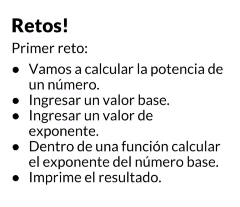 Retos!
Primer reto:
● Vamos a calcular la potencia de
un número.
● Ingresar un valor base.
● Ingresar un valor de
exponente.
● Dentro de una función calcular
el exponente del número base.
● Imprime el resultado.